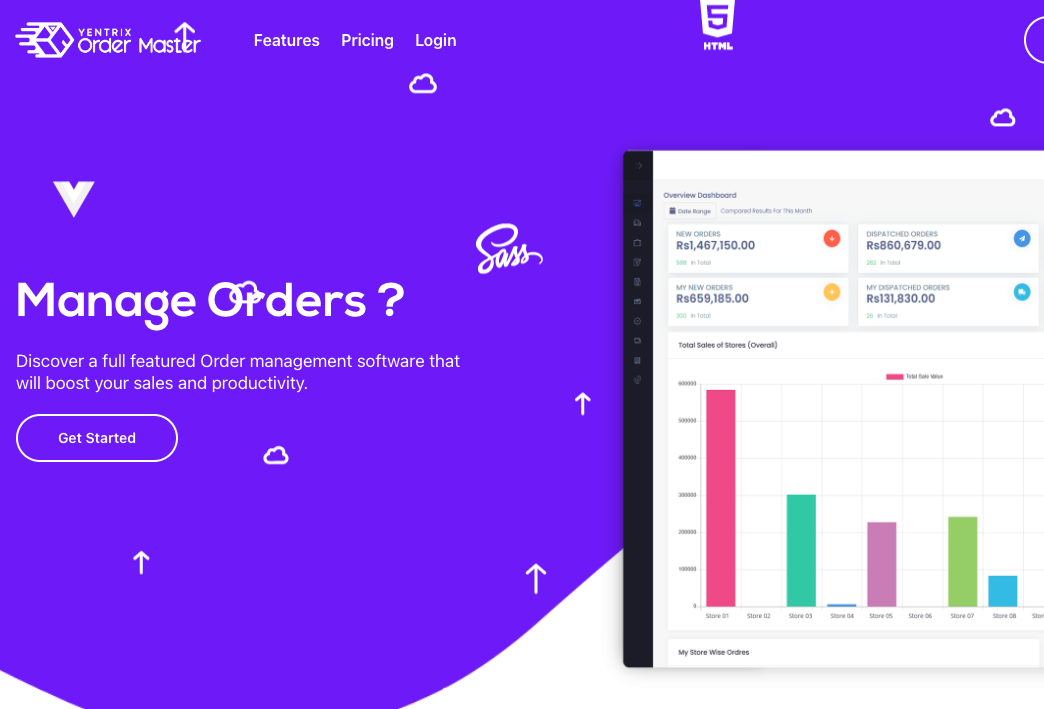 YENTRIX
Order Master
Features
Pricing
Login
5
HTML
Sass
Manage Orders ?
Discover a full featured Order management software that
will boost your sales and productivity.
Get Started
Overview Dashboard
Date Range
Compared Results For This Month
NEW ORDERS
Rs1,467,150.00
In Total
DISPATCHED ORDERS
Rs860,679.00
In Total
MY NEW ORDERS
Rs659,185.00
In Total
MY DISPATCHED ORDERS
Rs131,830.00
In Total
Total Sales of Stores (Overall)
Total Sale Value
600000
500000
400000
300000
200000
100000
0
Store 01
Store 02
Store 03
Store 04
Store 05
Store 06
Store 07
Store 08
My Store Wise Ordres